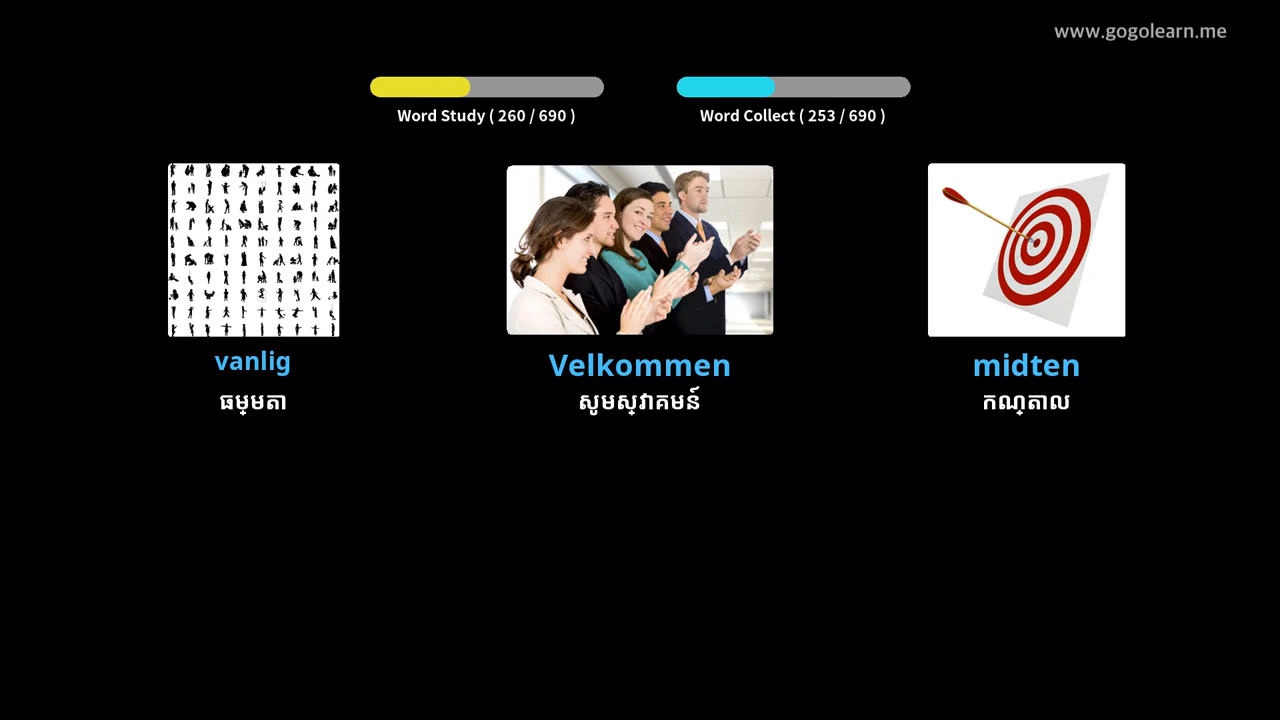 www.gogolearn.me
Word Study ( 260 / 690 )
Word Collect ( 253 / 690 )
vanlig
Velkommen
midten
ធម្មតា
សូមស្វាគមន៍
កណ្តាល